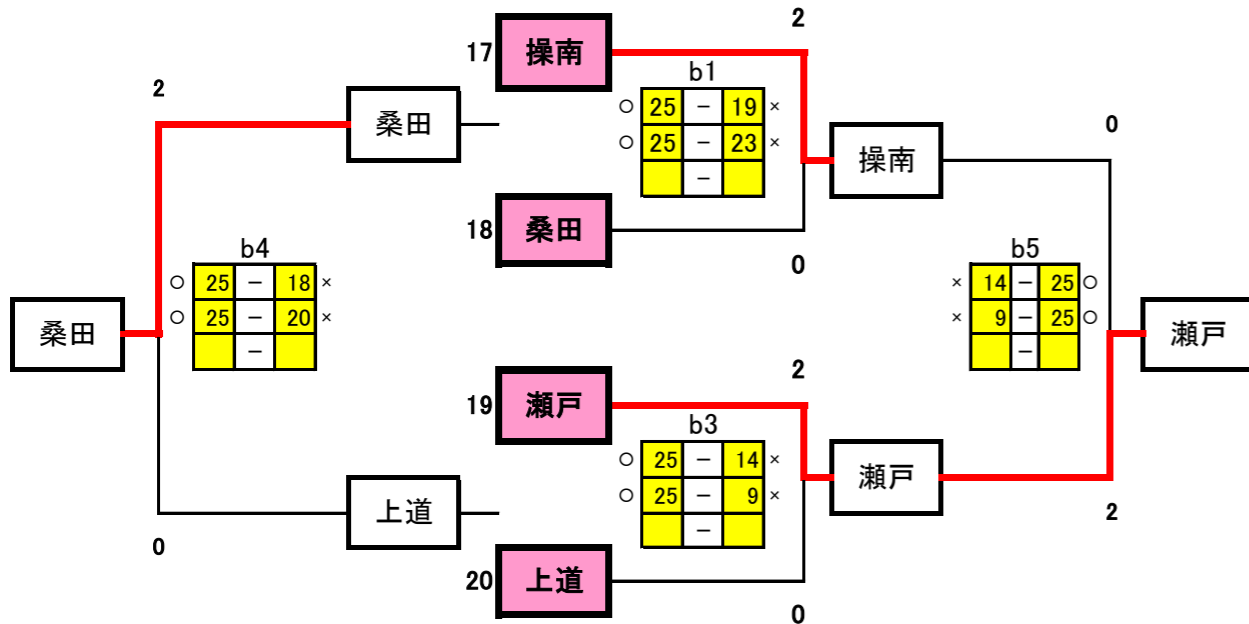 2
17 操南
2
b1
桑田
○ 25 － 19 ×
0
○ 25 － 23 ×
操南
－
18 桑田
0
b4
b5
○ 25 － 18 ×
× 14 － 25 ○
○ 25 － 20 ×
× 9 － 25 ○
桑田
瀬戸
－
－
2
19 瀬戸
b3
○ 25 － 14 ×
瀬戸
○ 25 － 9 ×
上道
2
－
0
20 上道
0